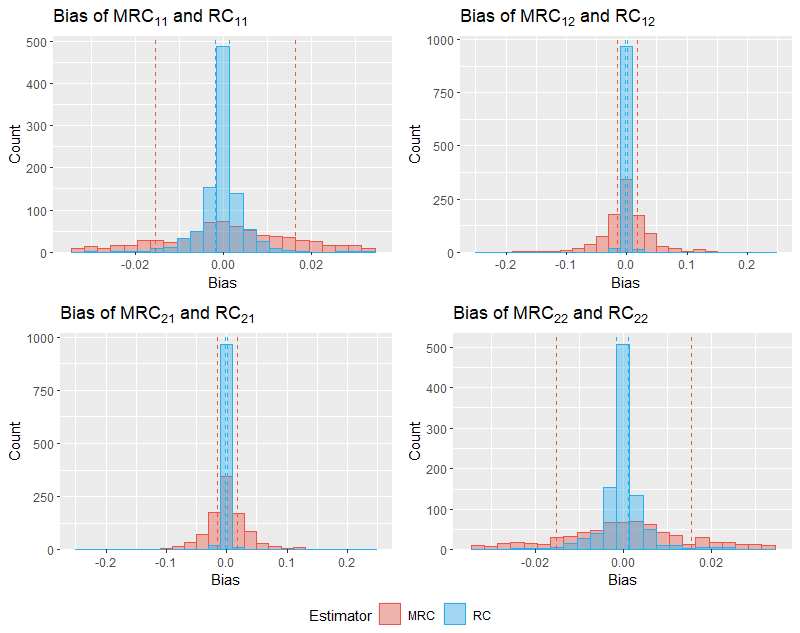 Bias of MRC₁₁ and RC₁₁
Bias of MRC₁₂ and RC₁₂
500
400
300
200
100
0
Count
-0.02
0.00
0.02
Bias
1000
750
500
250
0
Count
-0.2
-0.1
0.0
0.1
0.2
Bias
Bias of MRC₂₁ and RC₂₁
Bias of MRC₂₂ and RC₂₂
1000
750
500
250
0
Count
-0.2
-0.1
0.0
0.1
0.2
Bias
500
400
300
200
100
0
Count
-0.02
0.00
0.02
Bias
Estimator MRC RC